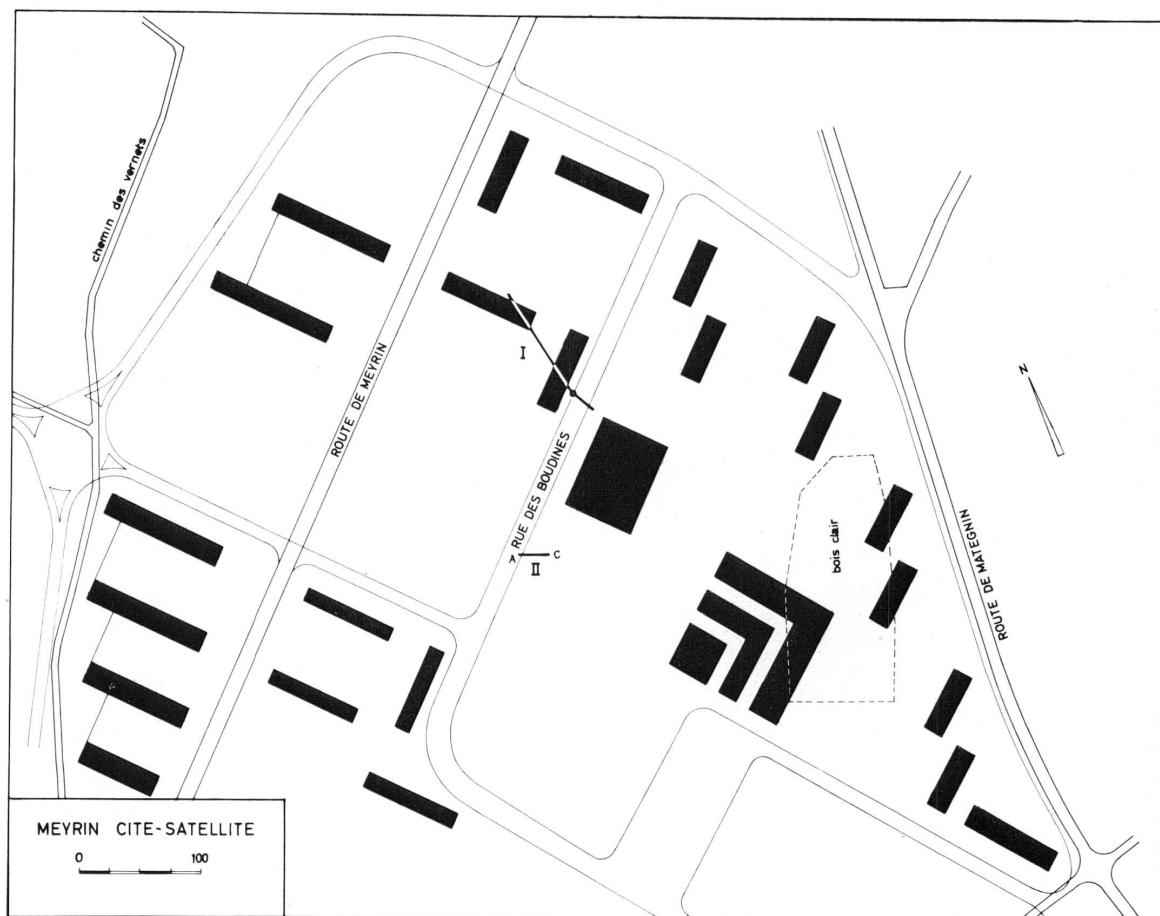 chemin des vernets
ROUTE DE MEYRIN
I
RUE DES BOUDINES
A C
II
N
bois clair
ROUTE DE MATEGNIN
MEYRIN CITE-SATELLITE
0 100